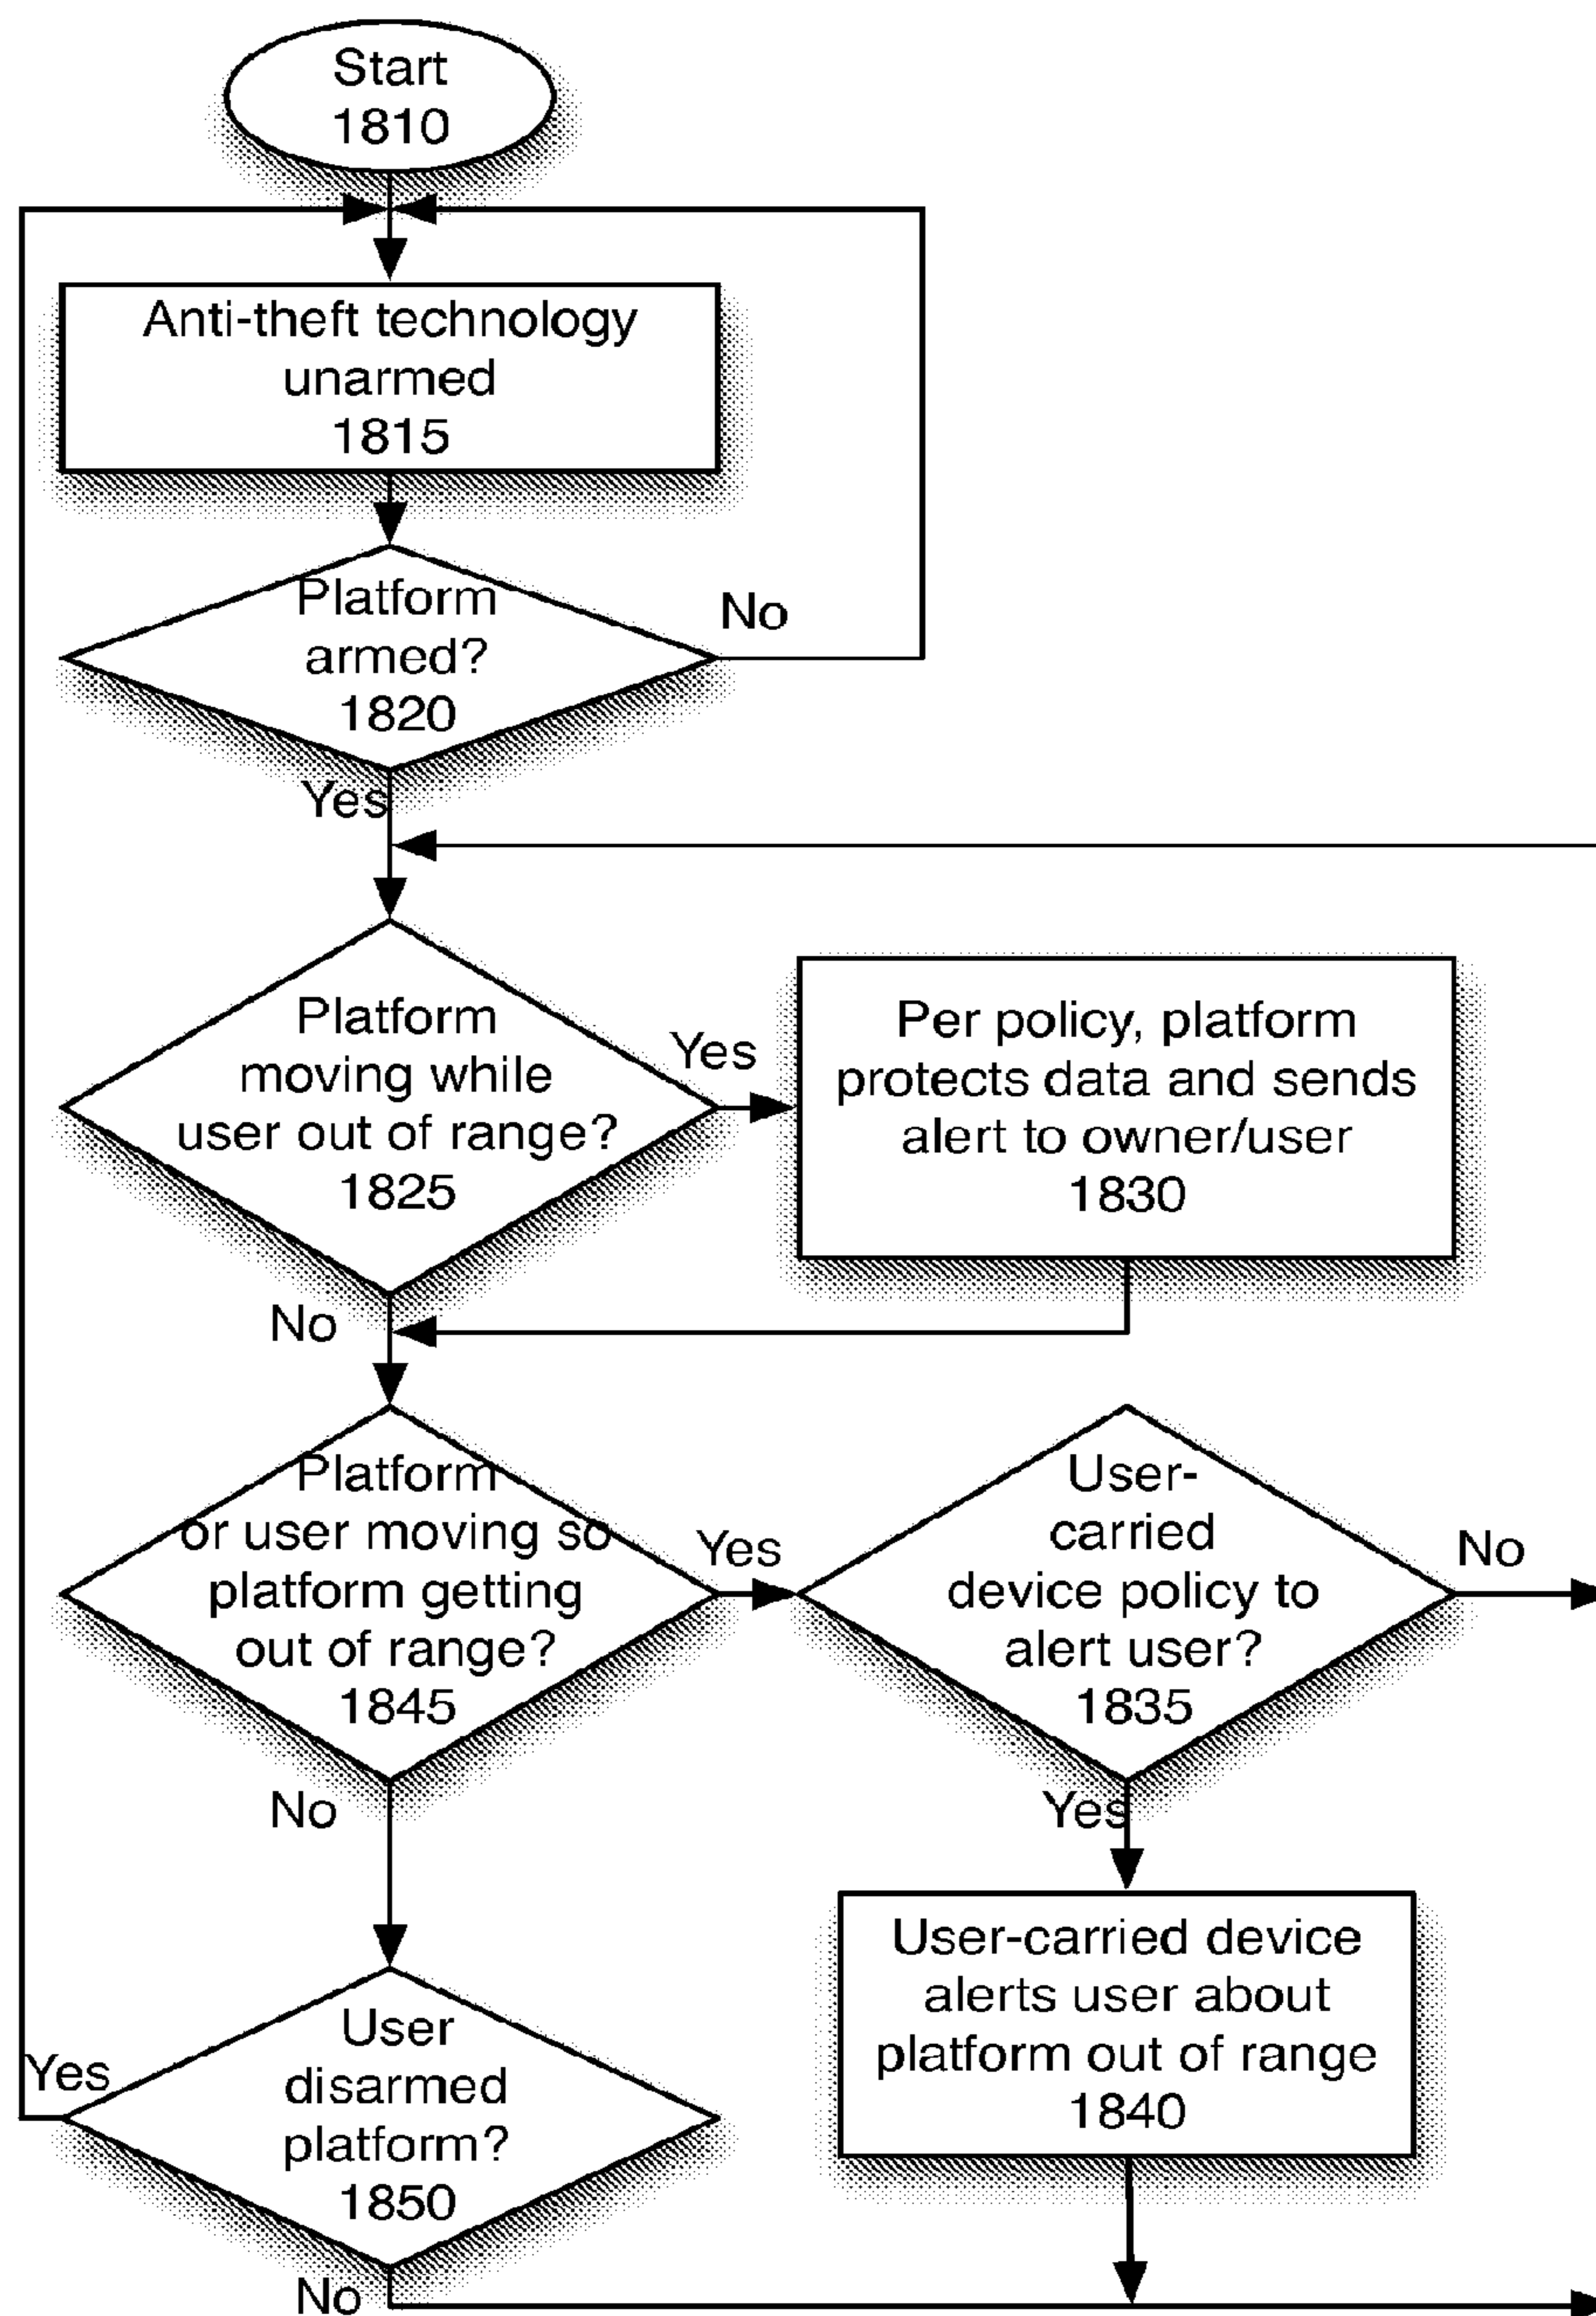 Start
1810
Anti-theft technology
unarmed
1815
Platform
armed?
1820
No
Yes
Platform
moving while
user out of range?
1825
Yes
Per policy, platform
protects data and sends
alert to owner/user
1830
No
Platform
or user moving so
platform getting
out of range?
1845
Yes
User-
carried
device policy to
alert user?
1835
No
No
Yes
User-carried device
alerts user about
platform out of range
1840
User
disarmed
platform?
1850
Yes
No